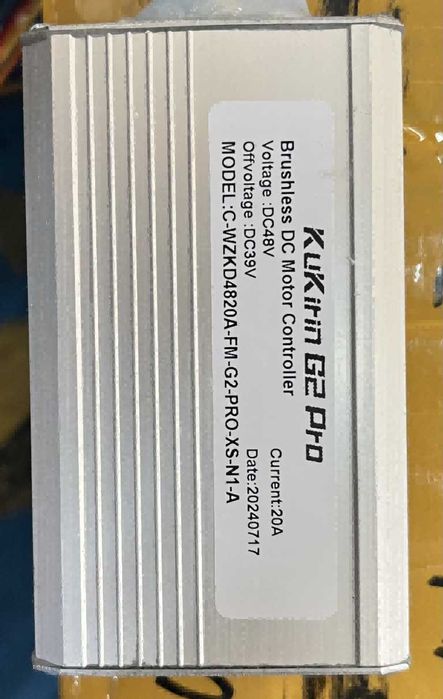 KuKirin G2 Pro
Brushless DC Motor Controller
Voltage :DC48V Current:20A
Offvoltage :DC39V Date:20240717
MODEL:C-WZKD4820A-FM-G2-PRO-XS-N1-A